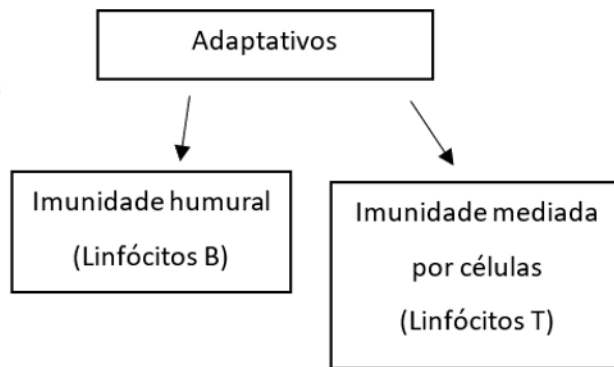 Adaptativos
Imunidade humural
(Linfócitos B)
Imunidade mediada
por células
(Linfócitos T)